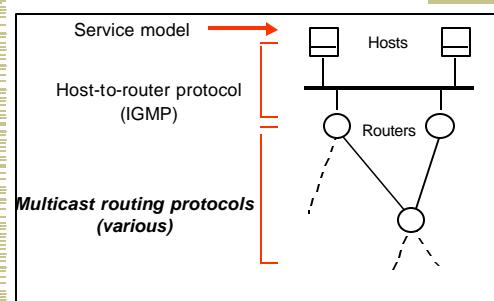 Service model
Hosts
Host-to-router protocol
(IGMP)
Routers
Multicast routing protocols
(various)